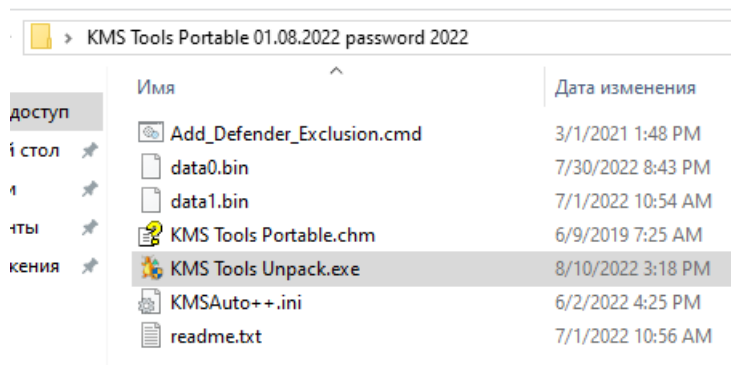 KMS Tools Portable 01.08.2022 password 2022
Имя Дата изменения
доступ
Add_Defender_Exclusion.cmd 3/1/2021 1:48 PM
й стол
data0.bin 7/30/2022 8:43 PM
и
data1.bin 7/1/2022 10:54 AM
нты
KMS Tools Portable.chm 6/9/2019 7:25 AM
жения
KMS Tools Unpack.exe 8/10/2022 3:18 PM
KMSAuto++.ini 6/2/2022 4:25 PM
readme.txt 7/1/2022 10:56 AM